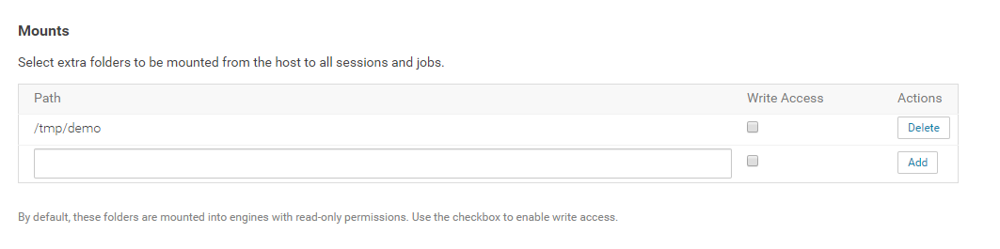 Mounts
Select extra folders to be mounted from the host to all sessions and jobs.
Path Write Access Actions
/tmp/demo Delete
Add
By default, these folders are mounted into engines with read-only permissions. Use the checkbox to enable write access.